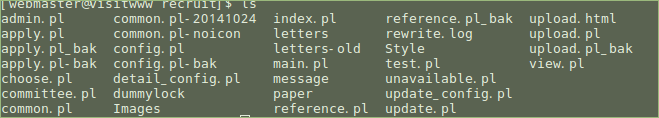 [webmaster@visitwww recruit]$ ls
admin.pl common.pl-20141024 index.pl reference.pl_bak upload.html
apply.pl common.pl-noicon letters rewrite.log upload.pl
apply.pl_bak config.pl letters-old Style upload.pl_bak
apply.pl-bak config.pl-bak main.pl test.pl view.pl
choose.pl detail_config.pl message unavailable.pl
committee.pl dummylock paper update_config.pl
common.pl Images reference.pl update.pl